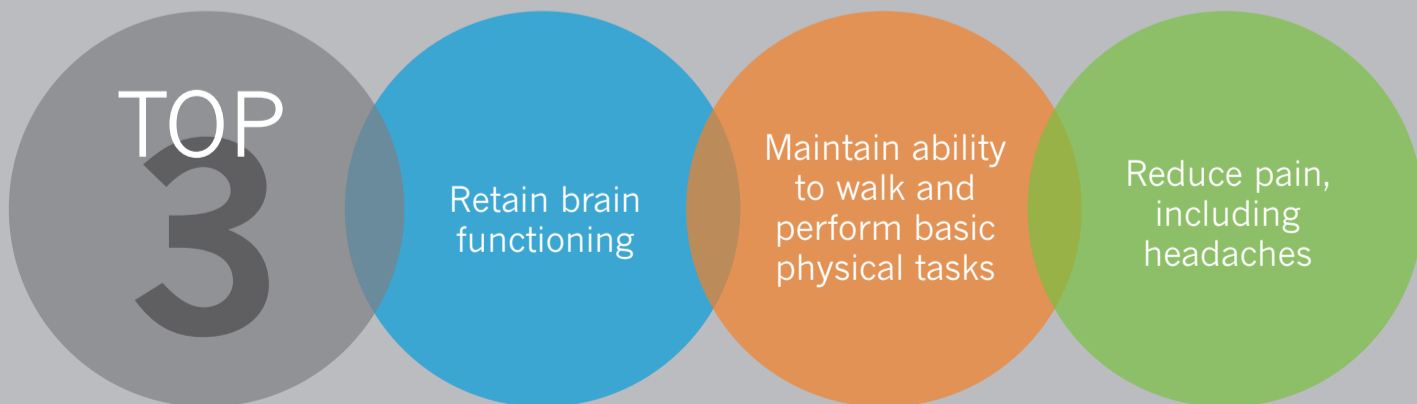 TOP
3
Retain brain
functioning
Maintain ability
to walk and
perform basic
physical tasks
Reduce pain,
including
headaches